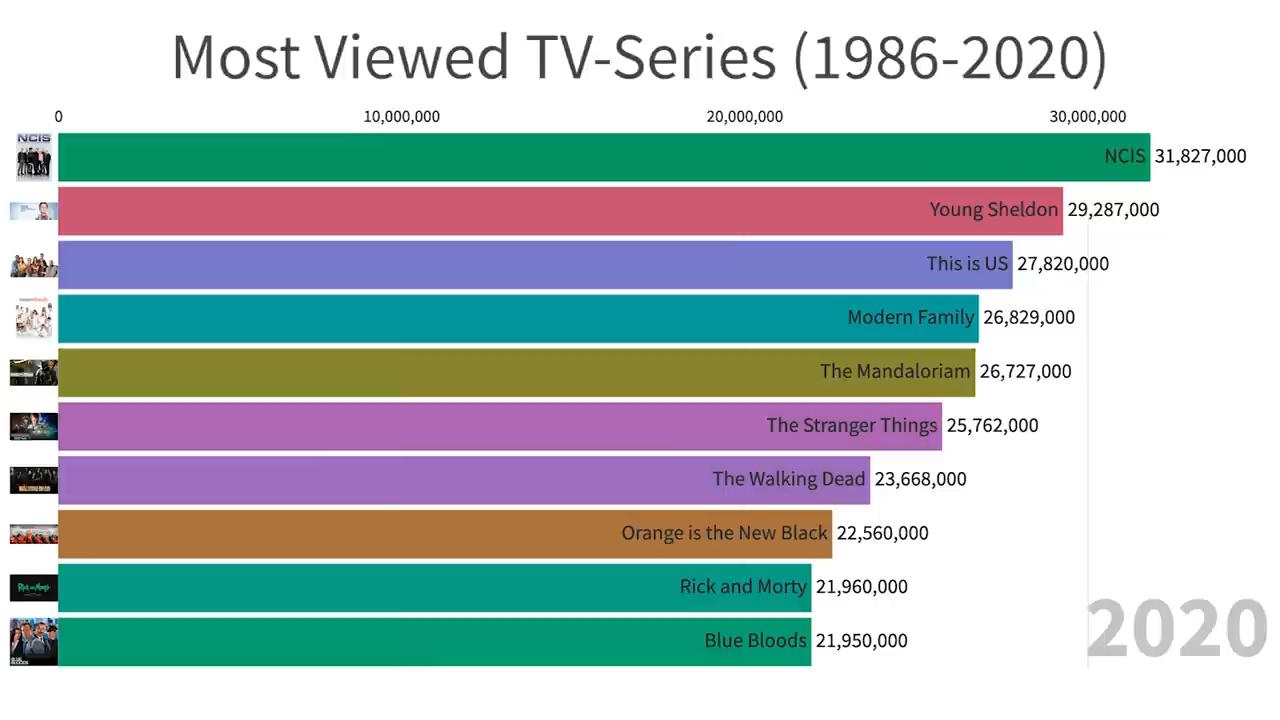 Most Viewed TV-Series (1986-2020)
0 10,000,000 20,000,000 30,000,000
NCIS
NCIS 31,827,000
Young Sheldon 29,287,000
This is US 27,820,000
Modern Family 26,829,000
The Mandaloriam 26,727,000
The Stranger Things 25,762,000
The Walking Dead 23,668,000
Orange is the New Black 22,560,000
Rick and Morty
Rick and Morty 21,960,000
Blue Bloods 21,950,000
2020